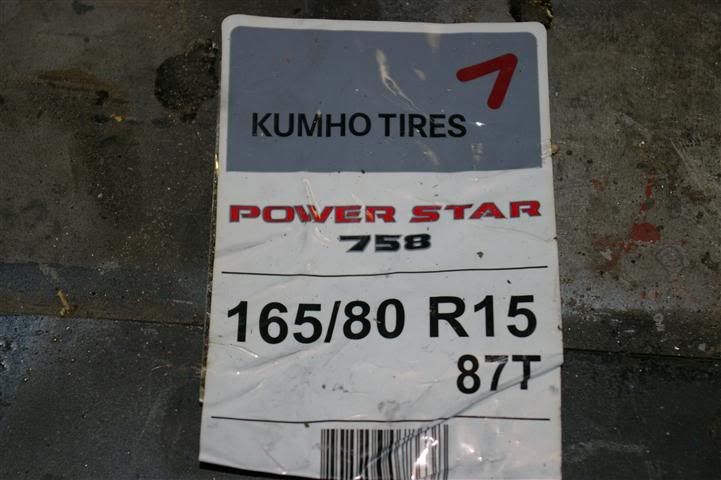 KUMHO TIRES
POWER STAR
758
165/80 R15
87T